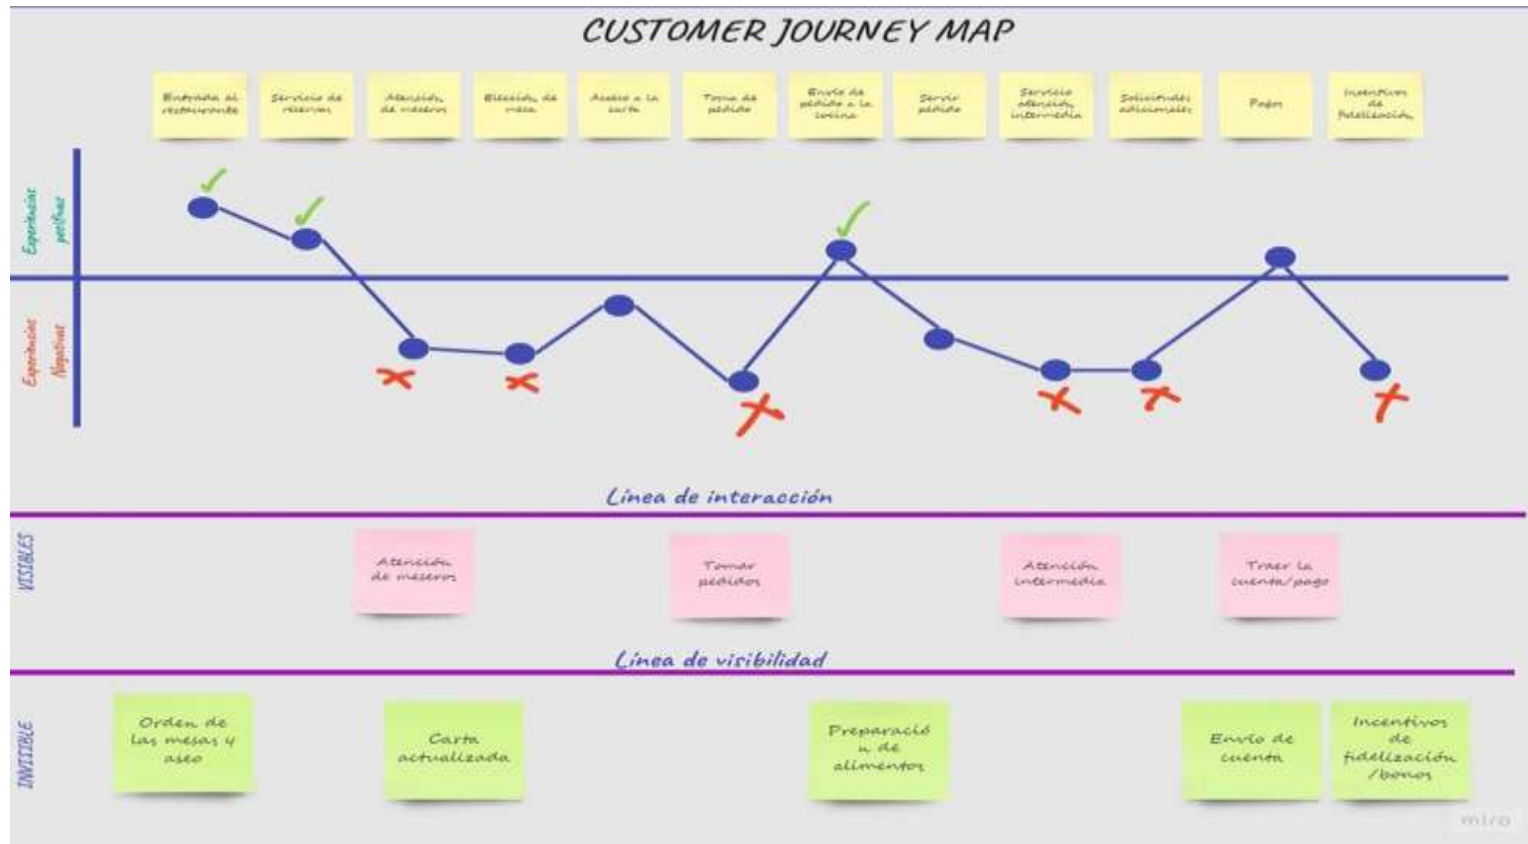 CUSTOMER JOURNEY MAP
Entrada al
restaurante
Servicio de
reservas
Atención
de meseros
Elección de
mesa
Acceso a la
carta
Toma de
pedido
Envío de
pedido a la
cocina
Servir
pedido
Servicio
atención
intermedia
Solicitudes
adicionales
Pagos
Incentivos
de
fidelización
Experiencias
Experiencias
Negativas
Línea de interacción
VISIBLES
Atención
de meseros
Tomar
pedidos
Atención
intermedia
Traer la
cuenta/pago
Línea de visibilidad
INVISIBLE
Orden de
las mesas y
aseo
Carta
actualizada
Preparació
n de
alimentos
Envío de
cuenta
Incentivos
de
fidelización
/bonos
miro